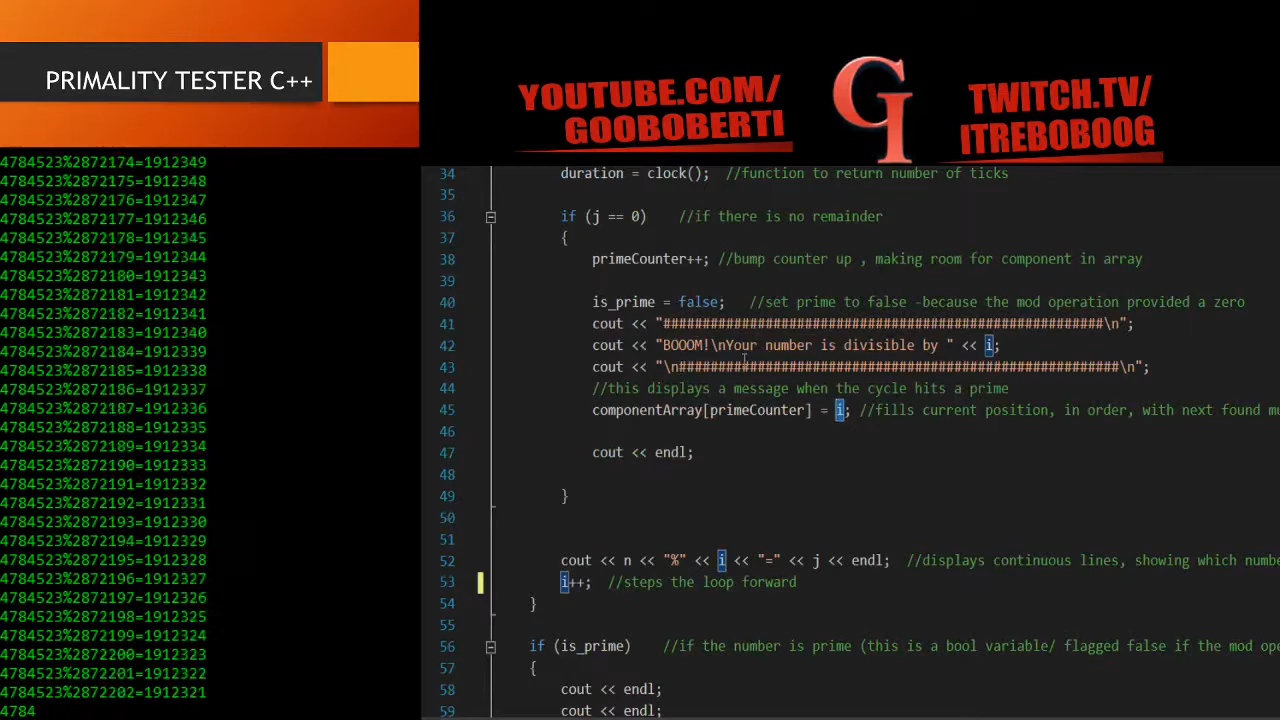 PRIMALITY TESTER C++
YOUTUBE.COM/
GOOBOBERTI
GI
TWITCH.TV/
ITREBOBOOG
4784523%2872174=1912349
4784523%2872175=1912348
4784523%2872176=1912347
4784523%2872177=1912346
4784523%2872178=1912345
4784523%2872179=1912344
4784523%2872180=1912343
4784523%2872181=1912342
4784523%2872182=1912341
4784523%2872183=1912340
4784523%2872184=1912339
4784523%2872185=1912338
4784523%2872186=1912337
4784523%2872187=1912336
4784523%2872188=1912335
4784523%2872189=1912334
4784523%2872190=1912333
4784523%2872191=1912332
4784523%2872192=1912331
4784523%2872193=1912330
4784523%2872194=1912329
4784523%2872195=1912328
4784523%2872196=1912327
4784523%2872197=1912326
4784523%2872198=1912325
4784523%2872199=1912324
4784523%2872200=1912323
4784523%2872201=1912322
4784523%2872202=1912321
4784
34 duration = clock(); //function to return number of ticks
35
36 if (j == 0) //if there is no remainder
37 {
38 primeCounter++; //bump counter up , making room for component in array
39
40 is_prime = false; //set prime to false -because the mod operation provided a zero
41 cout << "########################################################\n";
42 cout << "BOOOM!\nYour number is divisible by " << i;
43 cout << "\n########################################################\n";
44 //this displays a message when the cycle hits a prime
45 componentArray[primeCounter] = i; //fills current position, in order, with next found mu
46
47 cout << endl;
48
49 }
50
51
52 cout << n << "%" << i << "=" << j << endl; //displays continuous lines, showing which numbe
53 i++; //steps the loop forward
54 }
55
56 if (is_prime) //if the number is prime (this is a bool variable/ flagged false if the mod ope
57 {
58 cout << endl;
59 cout << endl;